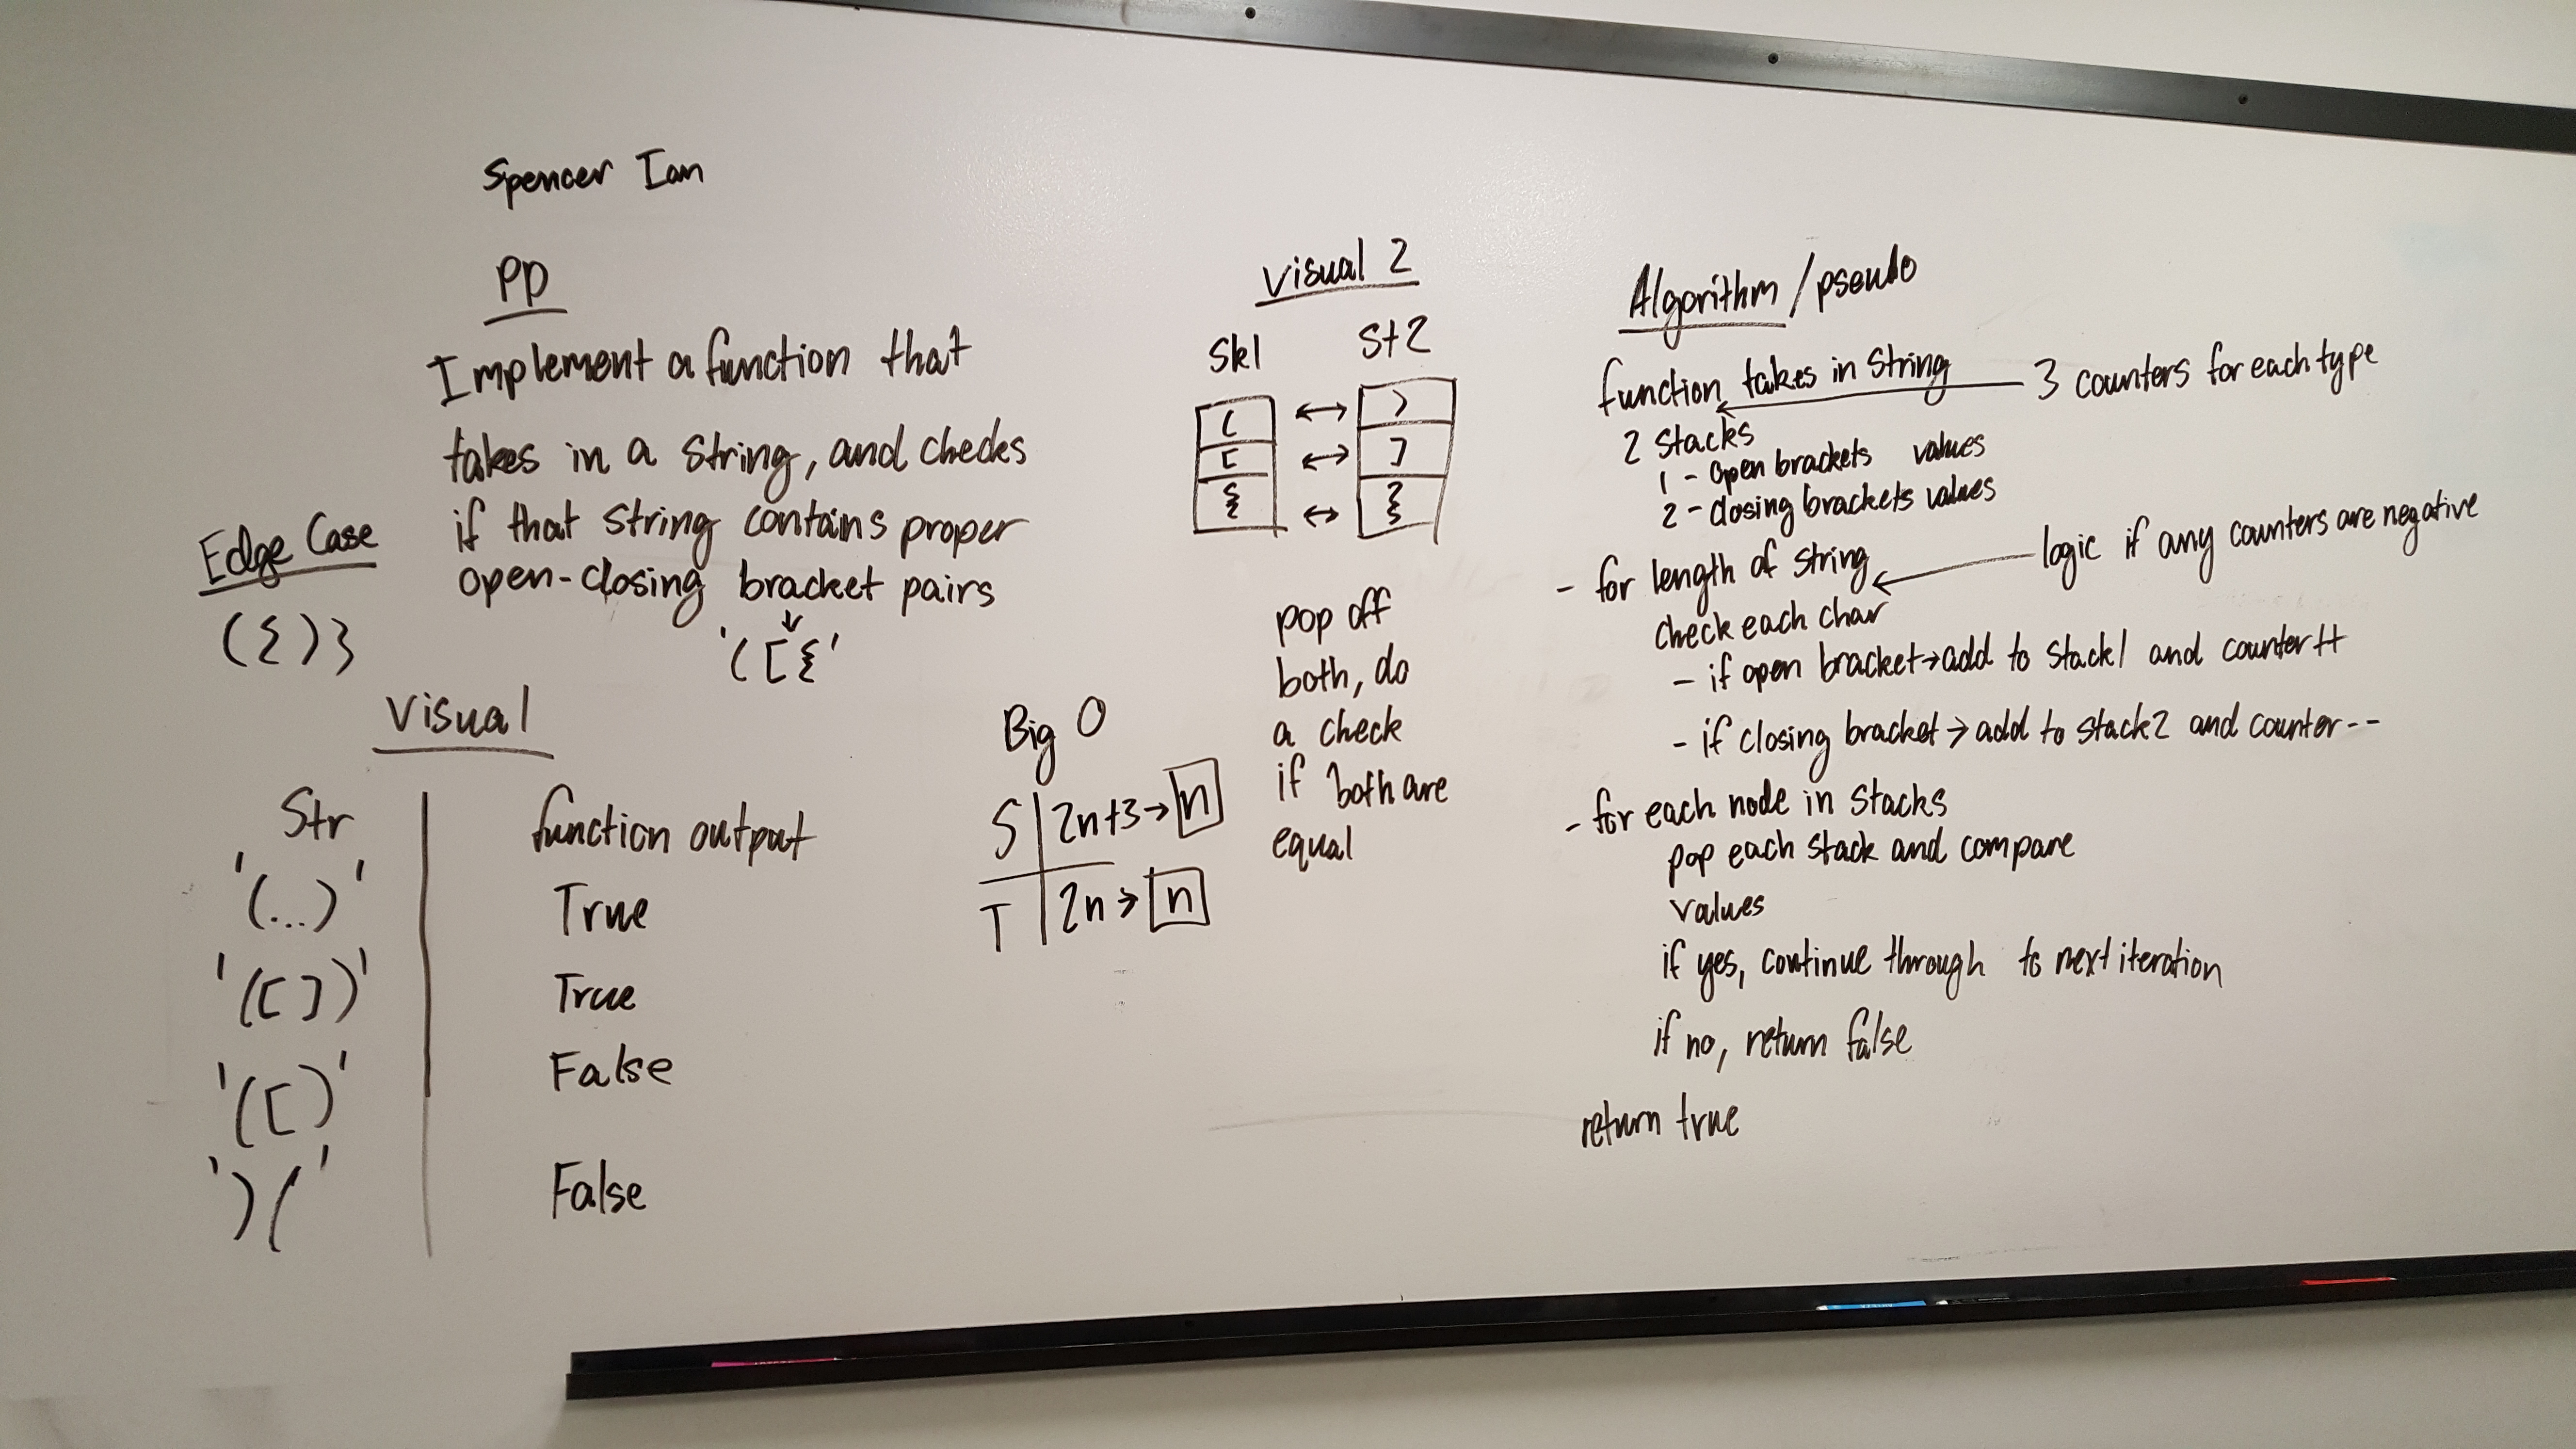 Spencer Ian
PP
Implement a function that
takes in a string, and checks
if that string contains proper
open-closing bracket pairs
'([{'
Edge Case
({)}
Visual
Str | function output
'(...)' | True
'([])' | True
'([)' | False
')(' | False
Big O
S | 2n+3 → n
T | 2n → n
Visual 2
Sk1 St2
( ↔ )
[ ↔ ]
{ ↔ }
pop off
both, do
a check
if both are
equal
Algorithm / pseudo
function takes in string
3 counters for each type
2 stacks
1 - open brackets values
2 - closing brackets values
- for length of string
logic if any counters are negative
check each char
- if open bracket → add to stack1 and counter++
- if closing bracket → add to stack2 and counter--
- for each node in stacks
pop each stack and compare
values
if yes, continue through to next iteration
if no, return false
return true